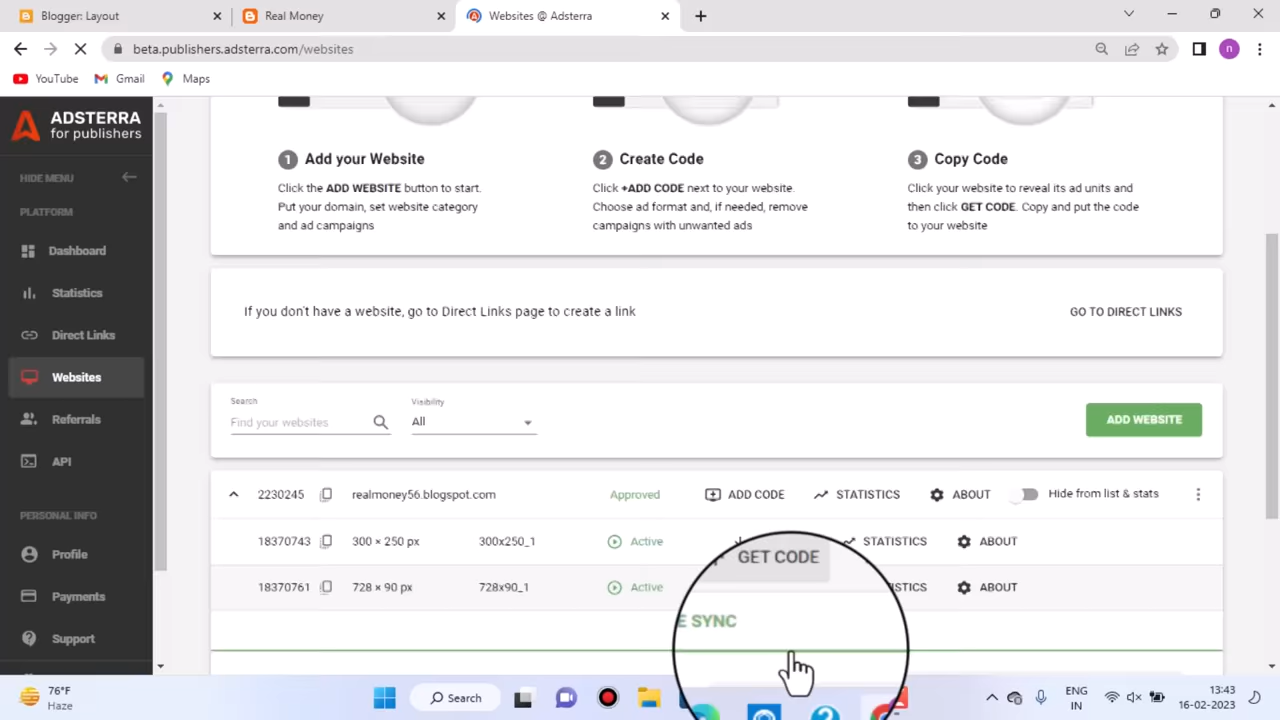 Blogger: Layout
Real Money
Websites @ Adsterra
beta.publishers.adsterra.com/websites
n
YouTube
Gmail
Maps
ADSTERRA
for publishers
HIDE MENU
PLATFORM
Dashboard
Statistics
Direct Links
Websites
Referrals
API
PERSONAL INFO
Profile
Payments
Support
1 Add your Website
Click the ADD WEBSITE button to start.
Put your domain, set website category
and ad campaigns
2 Create Code
Click +ADD CODE next to your website.
Choose ad format and, if needed, remove
campaigns with unwanted ads
3 Copy Code
Click your website to reveal its ad units and
then click GET CODE. Copy and put the code
to your website
If you don't have a website, go to Direct Links page to create a link
GO TO DIRECT LINKS
Search
Find your websites
Visibility
All
ADD WEBSITE
2230245 realmoney56.blogspot.com Approved ADD CODE STATISTICS ABOUT Hide from list & stats
18370743 300 × 250 px 300x250_1 Active STATISTICS ABOUT
GET CODE
18370761 728 × 90 px 728x90_1 Active ABOUT
SYNC
76°F
Haze
Search
ENG
IN
13:43
16-02-2023